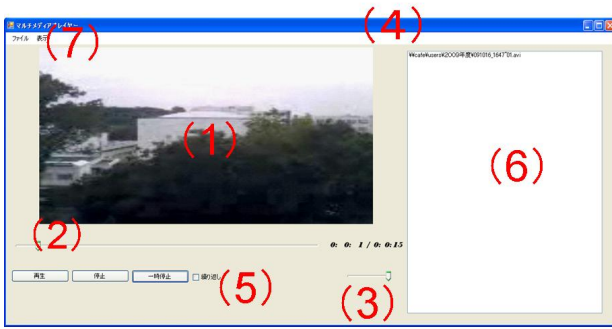 マルチメディアプレイヤー
(4)
ファイル 表示
(7)
¥¥cafe¥users¥2009年度¥091016_1647~01.avi
(1)
(6)
(2)
0: 0: 1 / 0: 0:15
再生 停止 一時停止 繰り返し
(5)
(3)